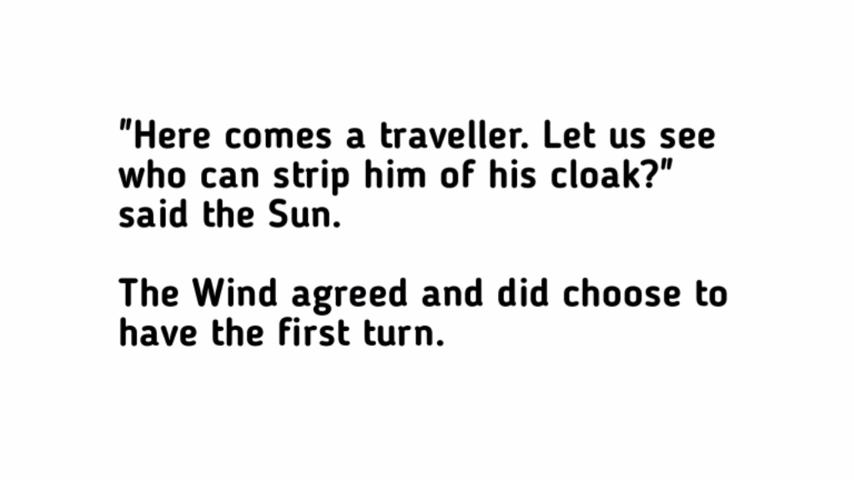 "Here comes a traveller. Let us see
who can strip him of his cloak?"
said the Sun.
The Wind agreed and did choose to
have the first turn.